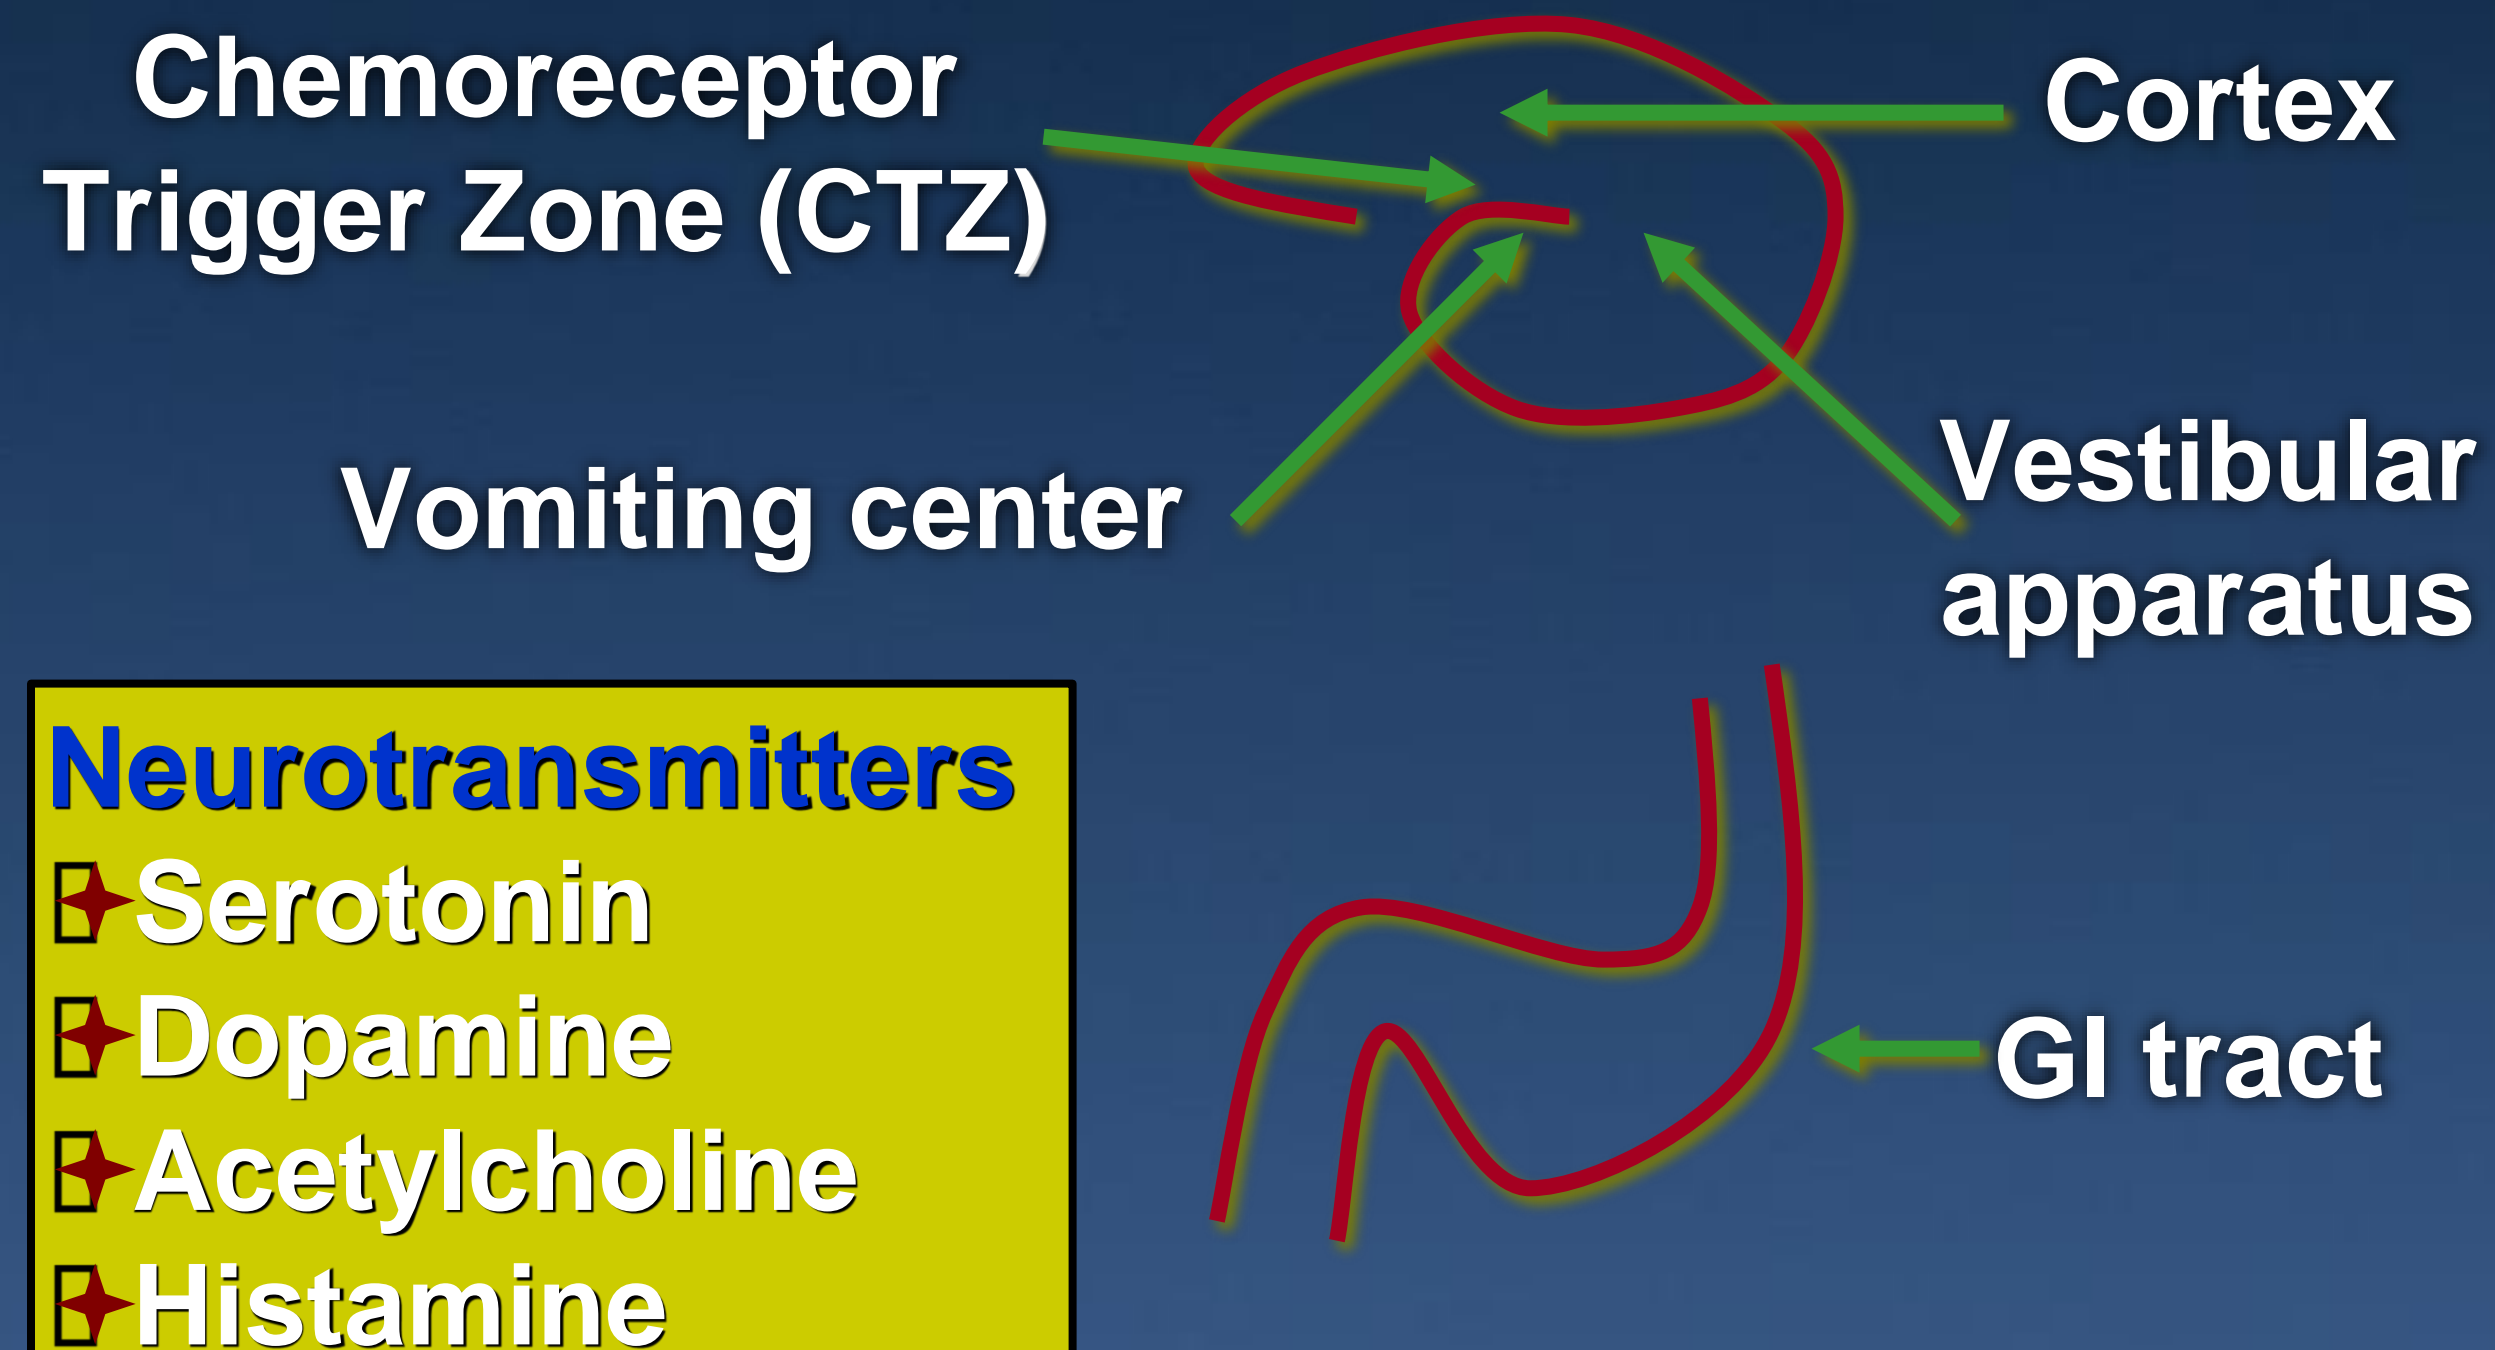 Chemoreceptor
Trigger Zone (CTZ)
Cortex
Vomiting center
Vestibular
apparatus
Neurotransmitters
Serotonin
Dopamine
Acetylcholine
Histamine
GI tract